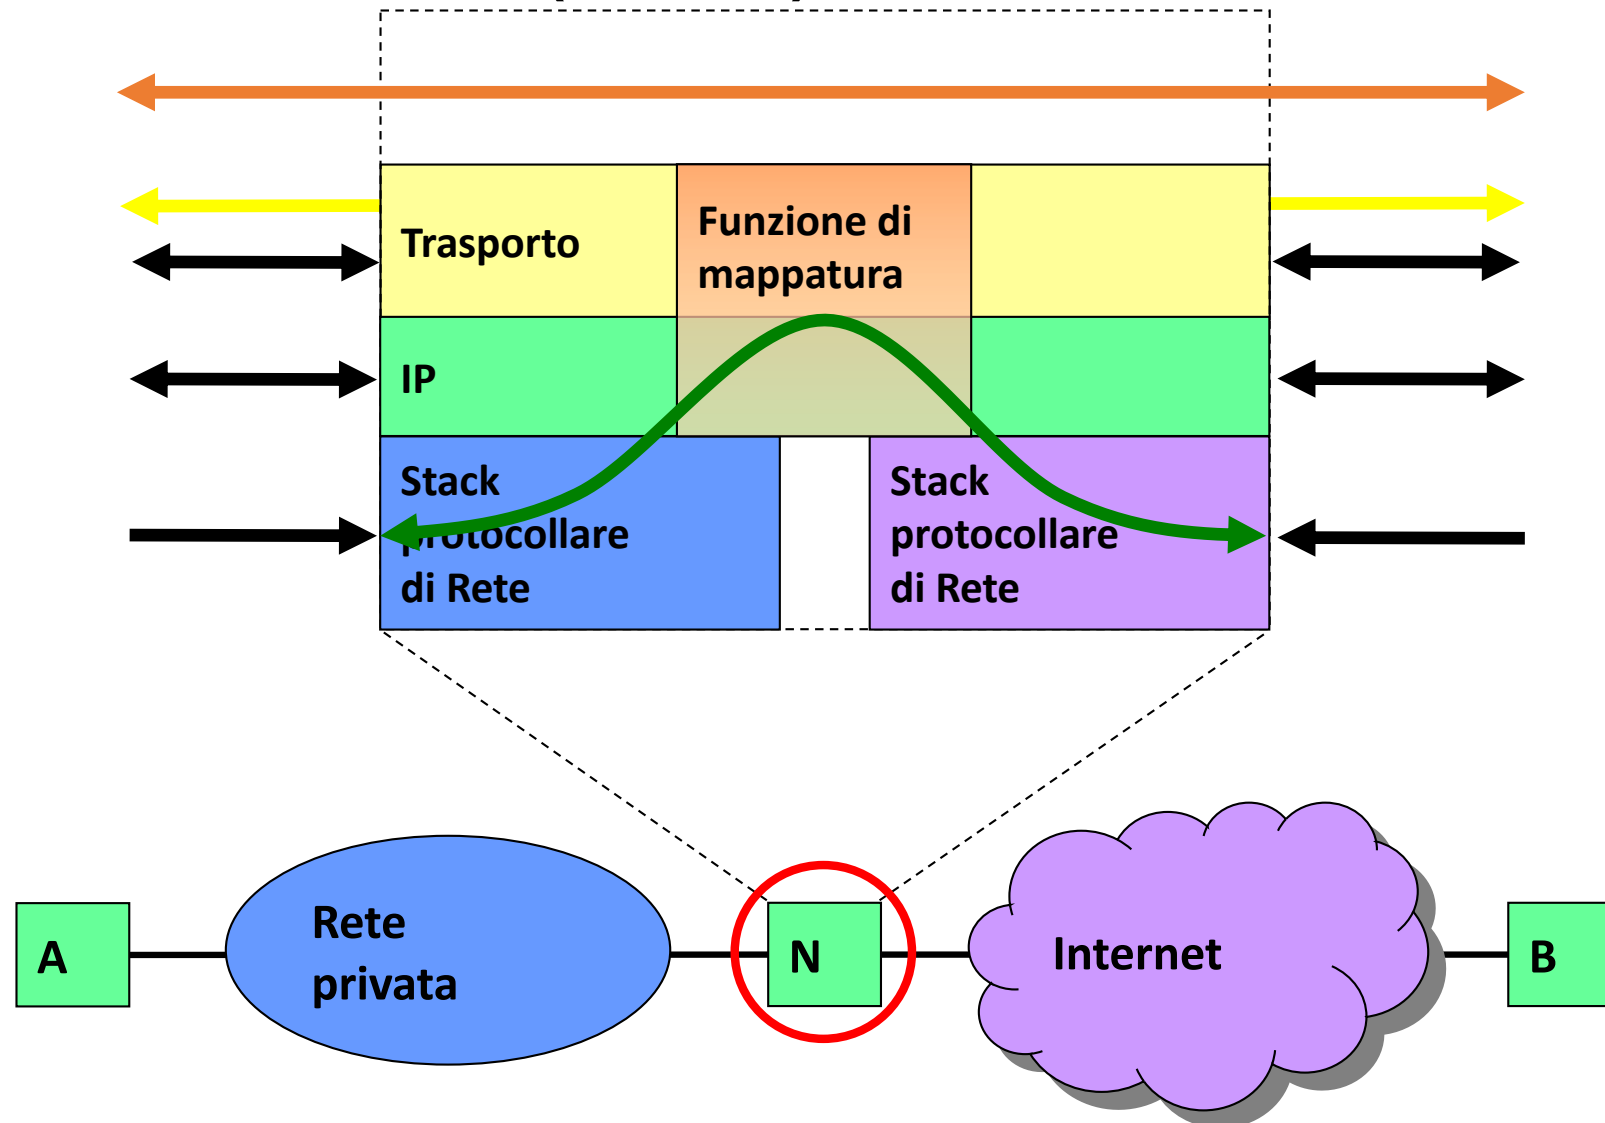 Trasporto
Funzione di
mappatura
IP
Stack
protocollare
di Rete
Stack
protocollare
di Rete
A
Rete
privata
N
Internet
B